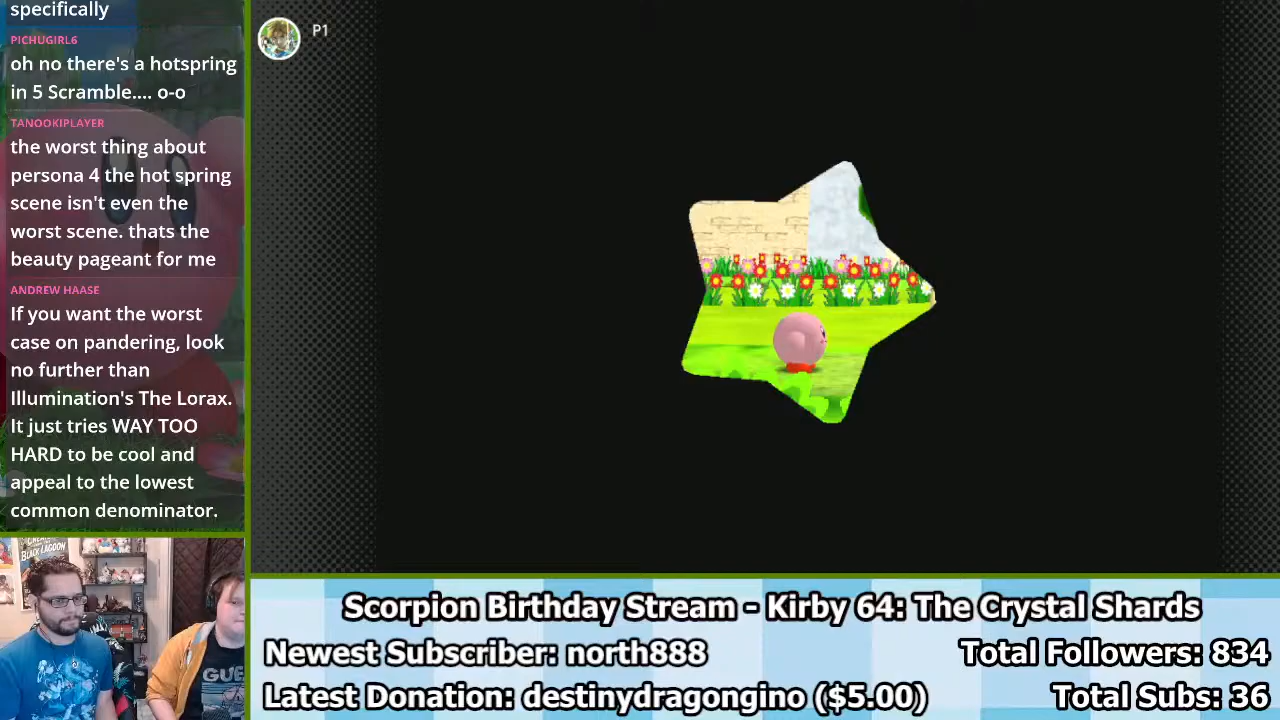 specifically
PICHUGIRL6
oh no there's a hotspring
in 5 Scramble.... o-o
TANOOKIPLAYER
the worst thing about
persona 4 the hot spring
scene isn't even the
worst scene. thats the
beauty pageant for me
ANDREW HAASE
If you want the worst
case on pandering, look
no further than
Illumination's The Lorax.
It just tries WAY TOO
HARD to be cool and
appeal to the lowest
common denominator.
P1
BLACK LAGOON
GUE
Scorpion Birthday Stream - Kirby 64: The Crystal Shards
Newest Subscriber: north888
Total Followers: 834
Latest Donation: destinydragongino ($5.00)
Total Subs: 36